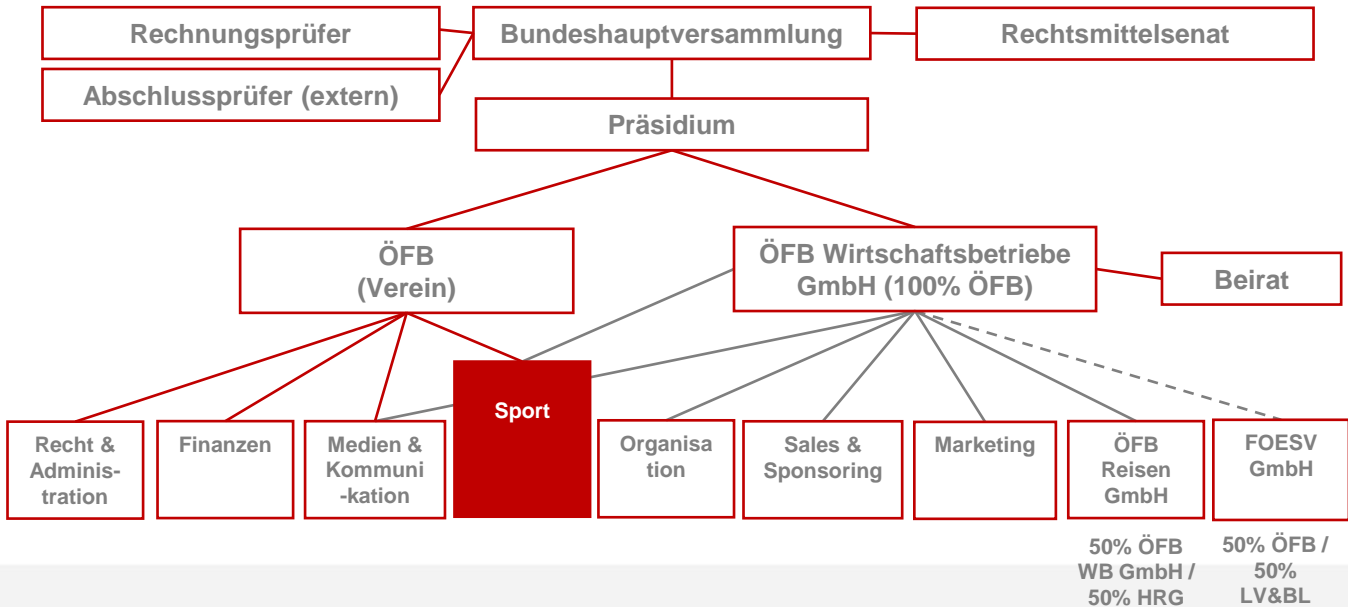 Rechnungsprüfer
Bundeshauptversammlung
Rechtsmittelsenat
Abschlussprüfer (extern)
Präsidium
ÖFB
(Verein)
ÖFB Wirtschaftsbetriebe
GmbH (100% ÖFB)
Beirat
Recht &
Adminis-
tration
Finanzen
Medien &
Kommuni
-kation
Sport
Organisa
tion
Sales &
Sponsoring
Marketing
ÖFB
Reisen
GmbH
FOESV
GmbH
50% ÖFB
WB GmbH /
50% HRG
50% ÖFB /
50%
LV&BL